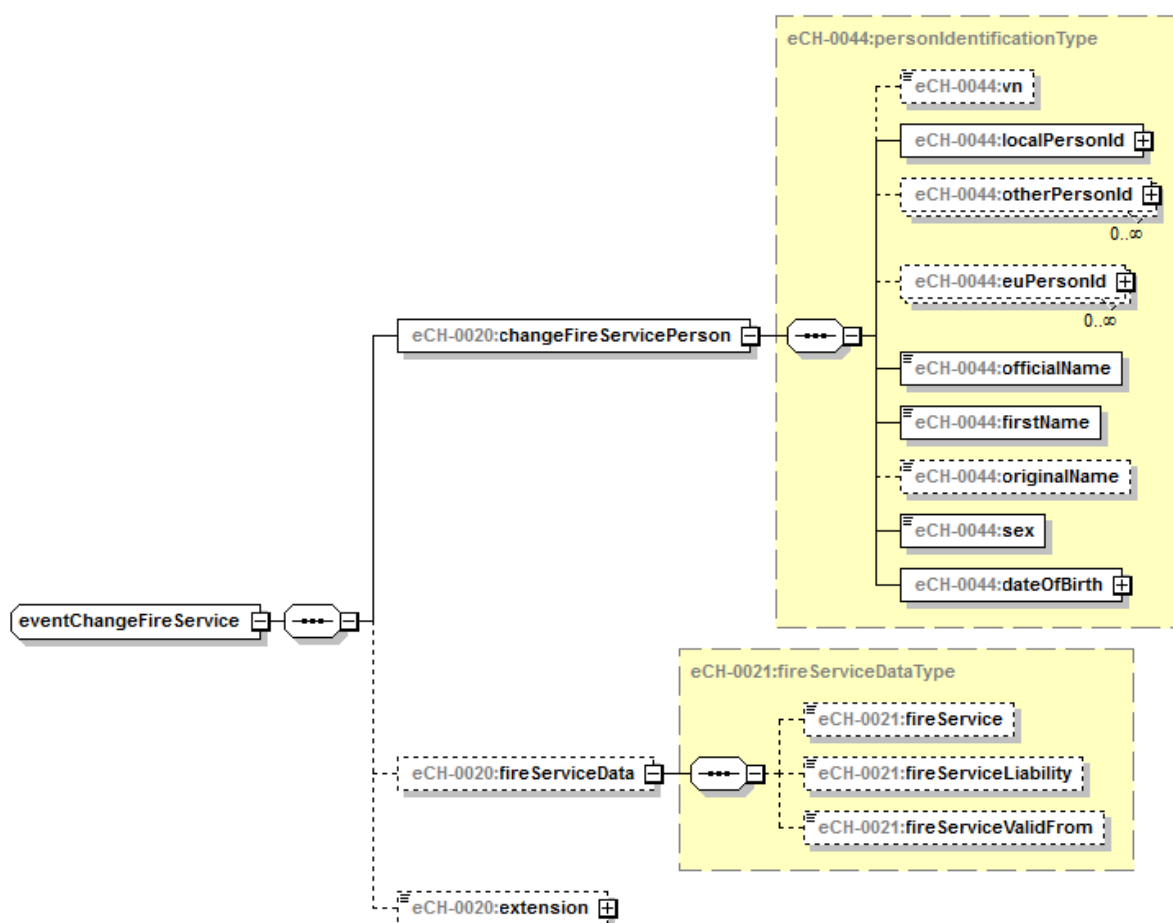 eCH-0044:personIdentificationType
eCH-0044:vn
eCH-0044:localPersonId
eCH-0044:otherPersonId
0..∞
eCH-0044:euPersonId
0..∞
eCH-0020:changeFireServicePerson
eCH-0044:officialName
eCH-0044:firstName
eCH-0044:originalName
eCH-0044:sex
eCH-0044:dateOfBirth
eventChangeFireService
eCH-0021:fireServiceDataType
eCH-0021:fireService
eCH-0020:fireServiceData
eCH-0021:fireServiceLiability
eCH-0021:fireServiceValidFrom
eCH-0020:extension